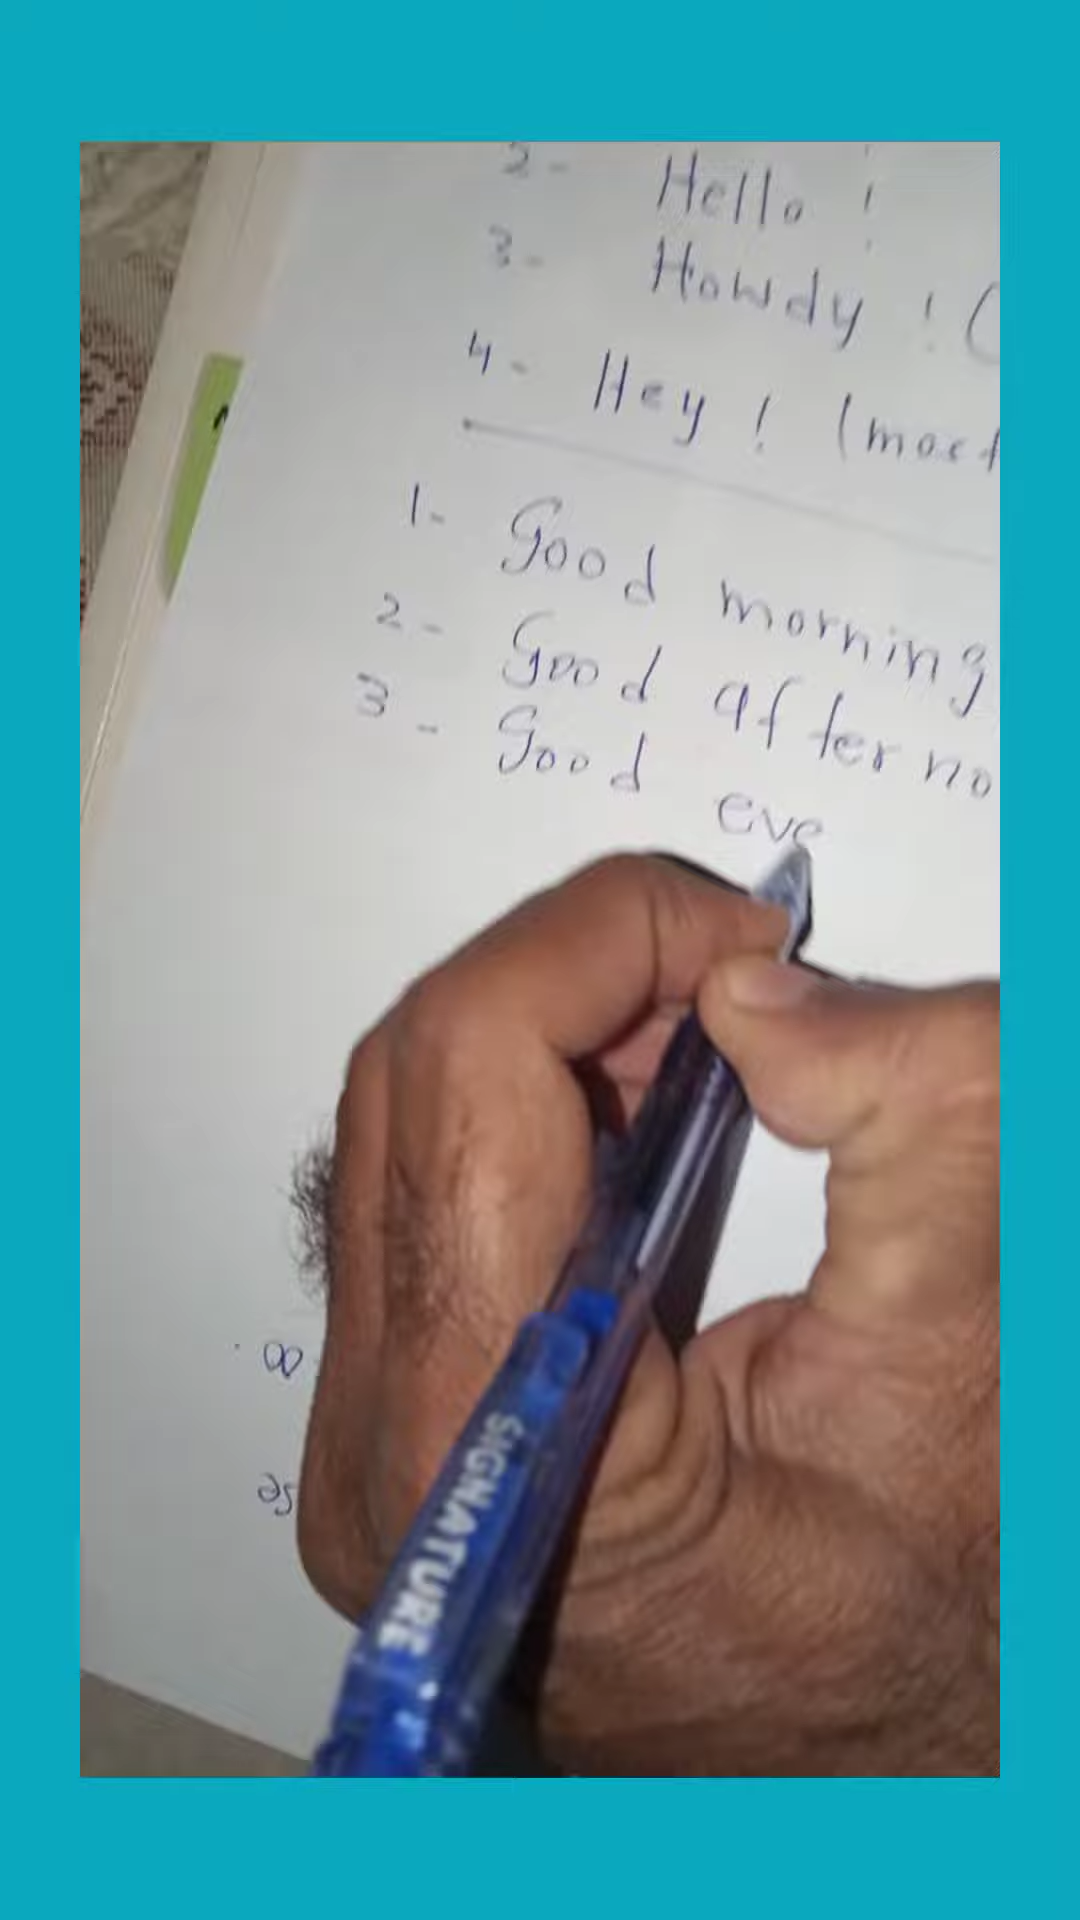 2- Hello !
3- Howdy ! (
4- Hey ! (most
1- Good morning
2- Good afterno
3- Good eve
SIGNATURE